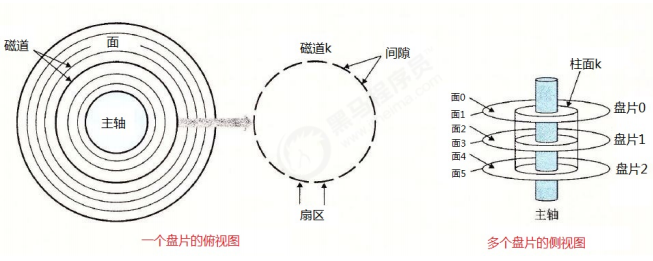 磁道
面
主轴
磁道k
间隙
扇区
一个盘片的俯视图
柱面k
面0
面1
面2
面3
面4
面5
盘片0
盘片1
盘片2
主轴
多个盘片的侧视图
黑马程序员